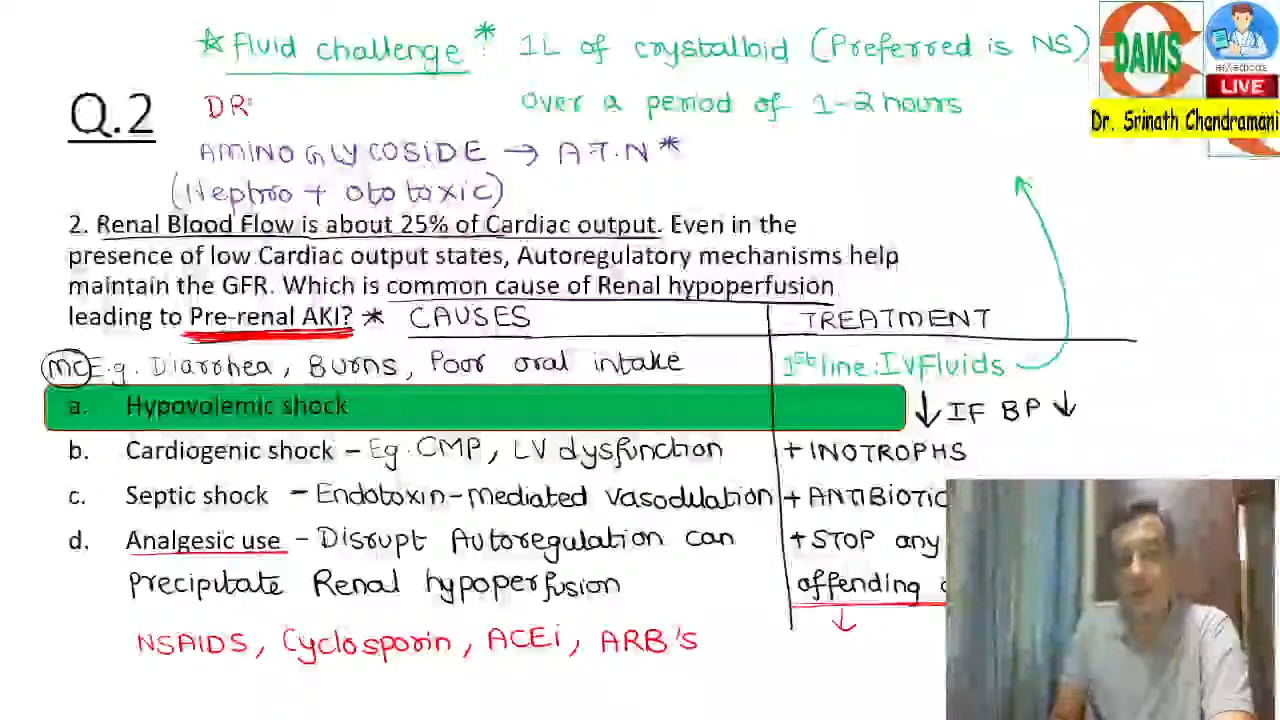 ☆ Fluid challenge * : 1L of crystalloid (Preferred is NS)
over a period of 1-2 hours
DAMS
LIVE
Dr. Srinath Chandramani
Q.2
DR
AMINOGLYCOSIDE → A.T.N *
(Nephro + ototoxic)
2. Renal Blood Flow is about 25% of Cardiac output. Even in the
presence of low Cardiac output states, Autoregulatory mechanisms help
maintain the GFR. Which is common cause of Renal hypoperfusion
leading to Pre-renal AKI? * CAUSES TREATMENT
MC E.g. Diarrhea, Burns, Poor oral intake 1st line: IV Fluids
a. Hypovolemic shock ↓ IF BP ↓
b. Cardiogenic shock – Eg. CMP, LV dysfunction + INOTROPHS
c. Septic shock – Endotoxin-mediated vasodilation + ANTIBIOTIC
d. Analgesic use – Disrupt Autoregulation can + STOP any
precipitate Renal hypoperfusion offending
NSAIDS, Cyclosporin, ACEi, ARB's ↓